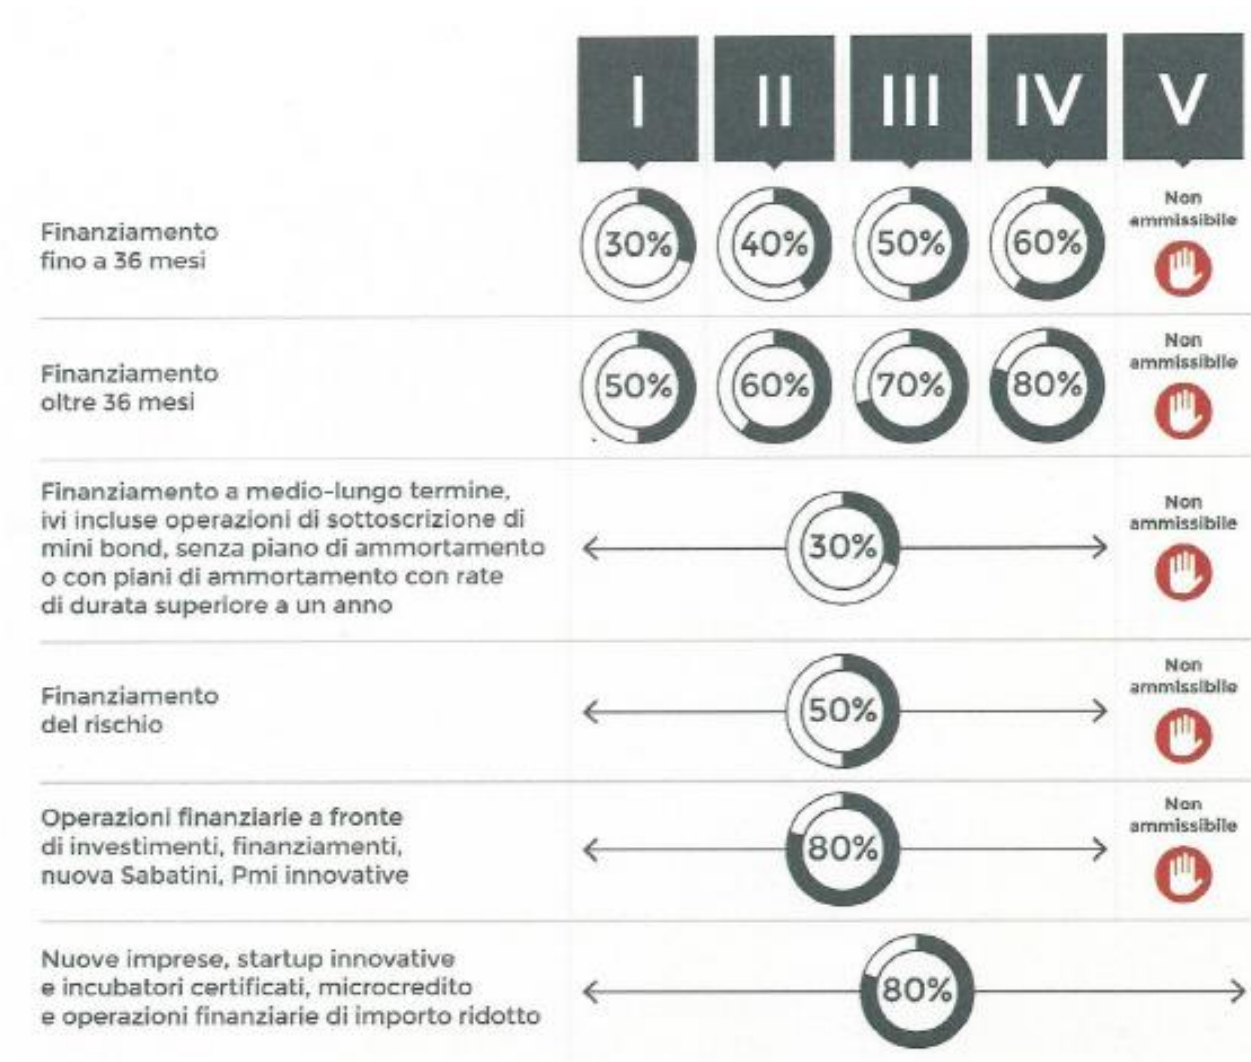 I II III IV V
Finanziamento
fino a 36 mesi
30% 40% 50% 60%
Non
ammissibile
Finanziamento
oltre 36 mesi
50% 60% 70% 80%
Non
ammissibile
Finanziamento a medio-lungo termine,
ivi incluse operazioni di sottoscrizione di
mini bond, senza piano di ammortamento
o con piani di ammortamento con rate
di durata superiore a un anno
30%
Non
ammissibile
Finanziamento
del rischio
50%
Non
ammissibile
Operazioni finanziarie a fronte
di investimenti, finanziamenti,
nuova Sabatini, Pmi innovative
80%
Non
ammissibile
Nuove imprese, startup innovative
e incubatori certificati, microcredito
e operazioni finanziarie di importo ridotto
80%